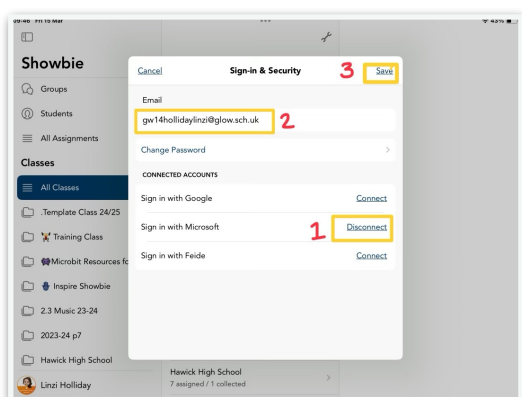 09:46 Fri 15 Mar
43%
Showbie
Groups
Students
All Assignments
Classes
All Classes
.Template Class 24/25
Training Class
Microbit Resources fo
Inspire Showbie
2.3 Music 23-24
2023-24 p7
Hawick High School
Linzi Holliday
Cancel
Sign-in & Security
3
Save
Email
gw14hollidaylinzi@glow.sch.uk
2
Change Password
CONNECTED ACCOUNTS
Sign in with Google
Connect
Sign in with Microsoft
1
Disconnect
Sign in with Feide
Connect
Hawick High School
7 assigned / 1 collected